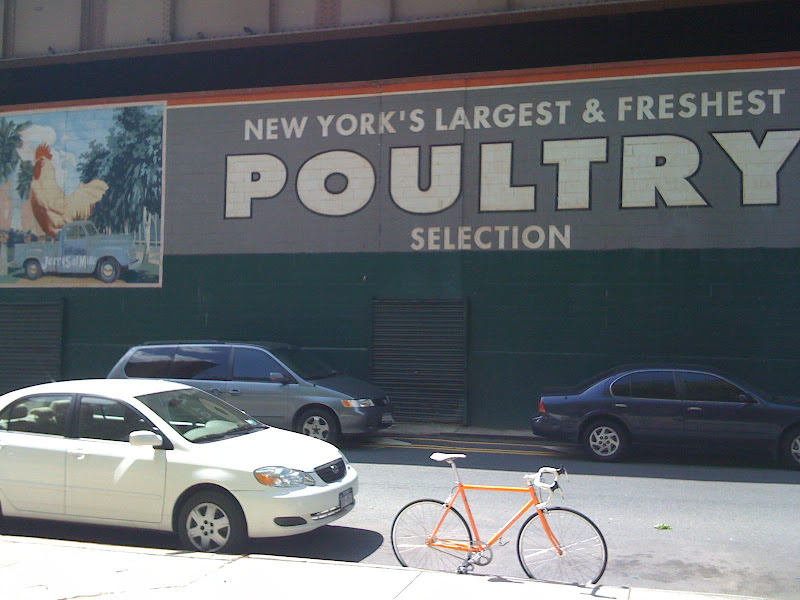 NEW YORK'S LARGEST & FRESHEST
POULTRY
SELECTION